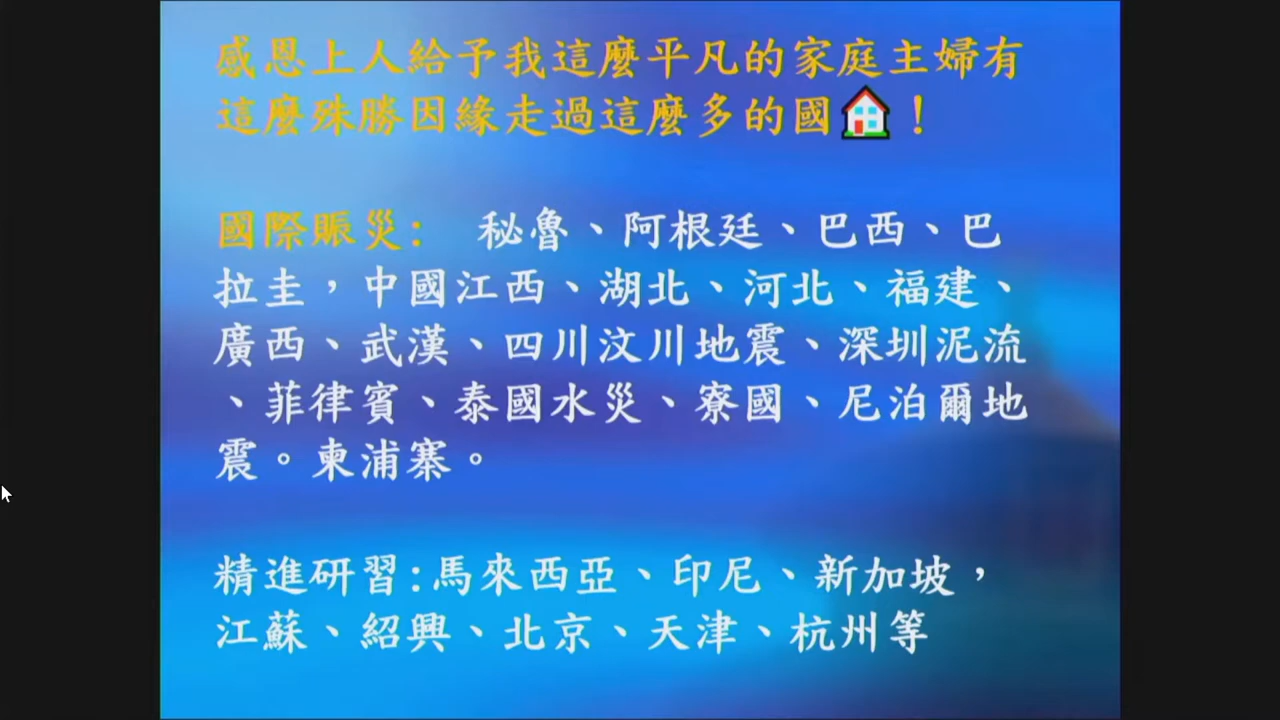 感恩上人給予我這麼平凡的家庭主婦有
這麼殊勝因緣走過這麼多的國🏠！
國際賑災:　秘魯、阿根廷、巴西、巴
拉圭，中國江西、湖北、河北、福建、
廣西、武漢、四川汶川地震、深圳泥流
、菲律賓、泰國水災、寮國、尼泊爾地
震。柬浦寨。
精進研習:馬來西亞、印尼、新加坡，
江蘇、紹興、北京、天津、杭州等